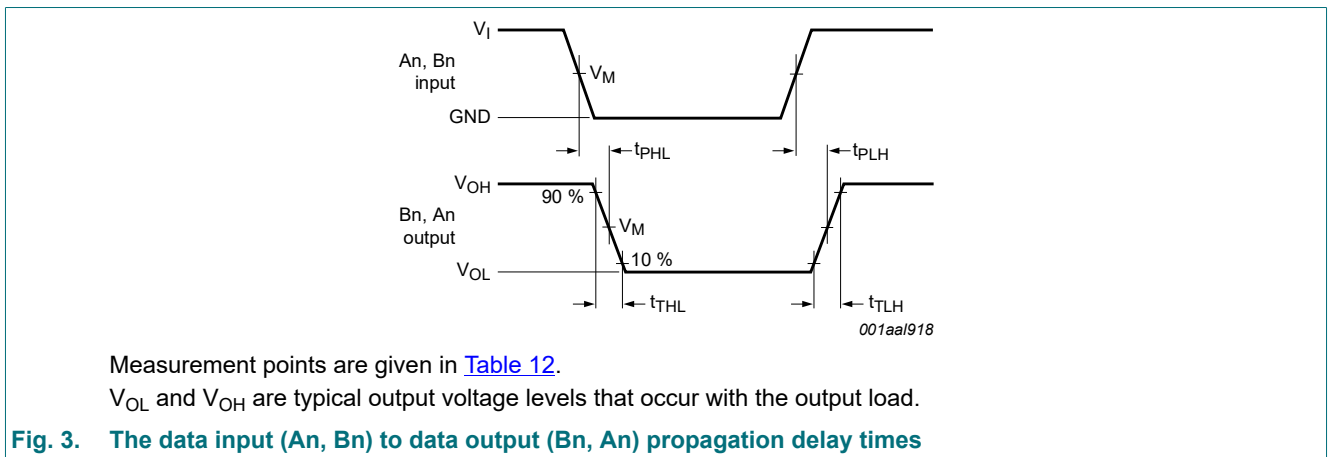 VI
An, Bn
input
VM
GND
tPHL
tPLH
VOH
90 %
Bn, An
output
VM
10 %
VOL
tTHL
tTLH
001aal918
Measurement points are given in Table 12.
VOL and VOH are typical output voltage levels that occur with the output load.
Fig. 3. The data input (An, Bn) to data output (Bn, An) propagation delay times